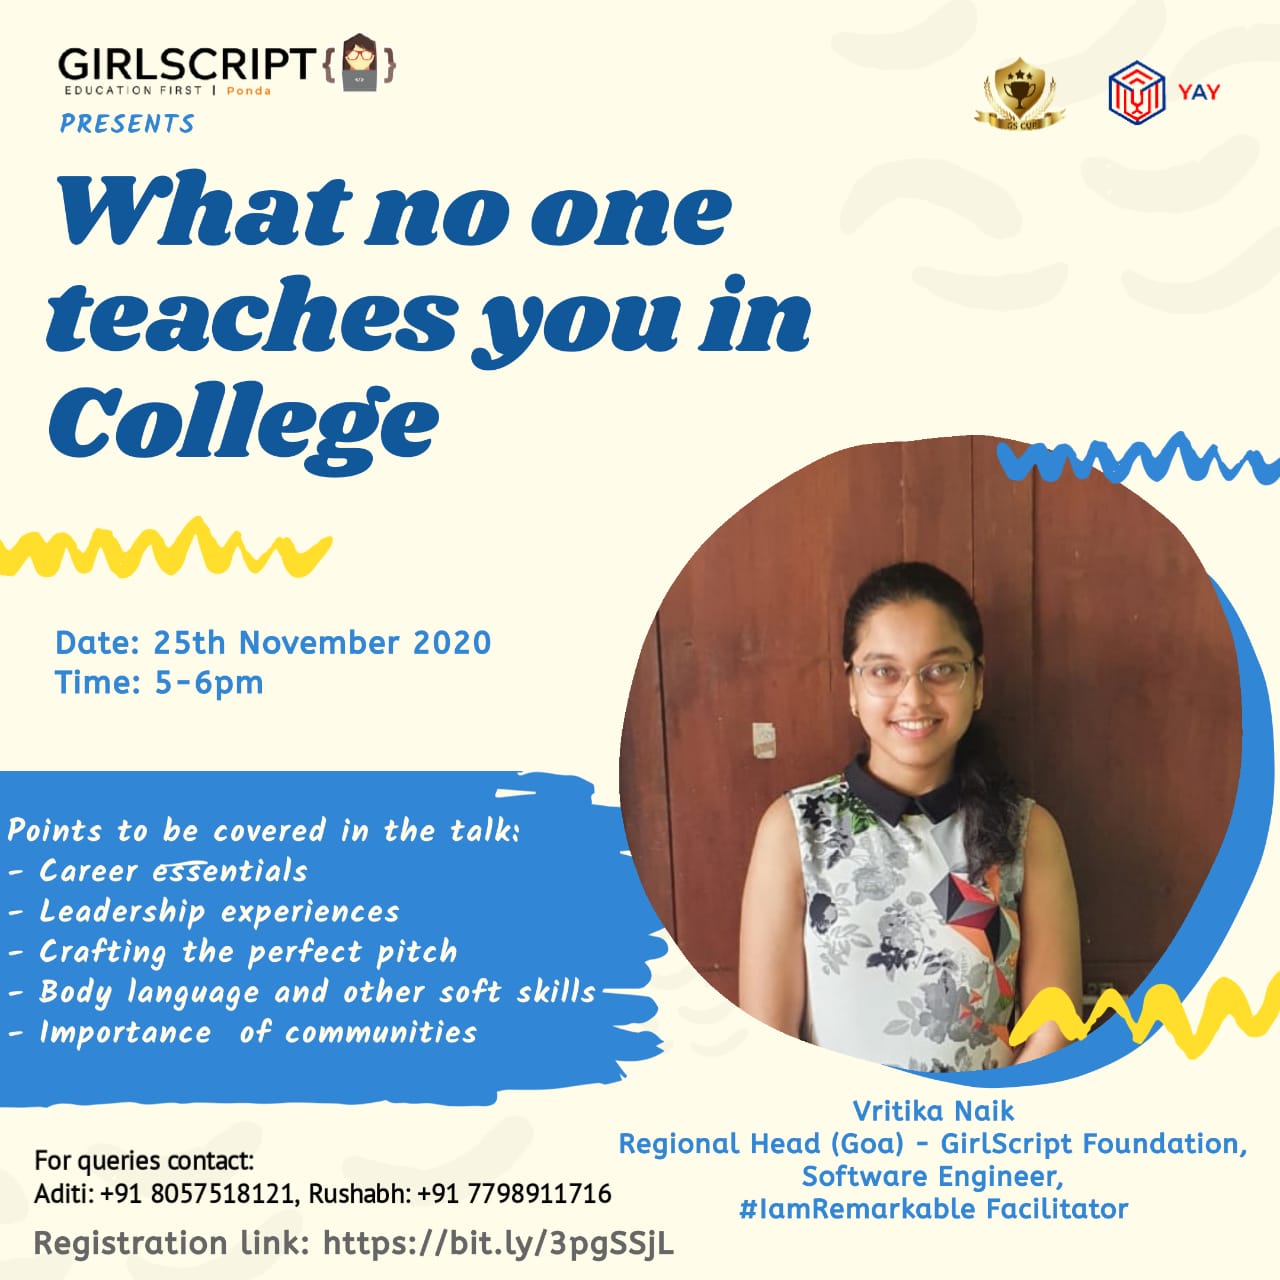 GIRLSCRIPT
EDUCATION FIRST | Ponda
PRESENTS
GS CUP
YAY
What no one
teaches you in
College
Date: 25th November 2020
Time: 5-6pm
Points to be covered in the talk:
- Career essentials
- Leadership experiences
- Crafting the perfect pitch
- Body language and other soft skills
- Importance of communities
Vritika Naik
Regional Head (Goa) - GirlScript Foundation,
Software Engineer,
#IamRemarkable Facilitator
For queries contact:
Aditi: +91 8057518121, Rushabh: +91 7798911716
Registration link: https://bit.ly/3pgSSjL